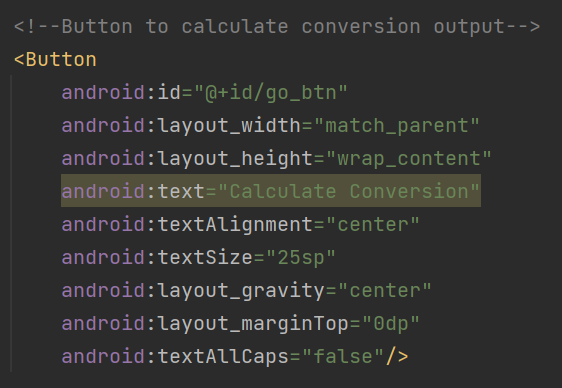 <!--Button to calculate conversion output-->
<Button
android:id="@+id/go_btn"
android:layout_width="match_parent"
android:layout_height="wrap_content"
android:text="Calculate Conversion"
android:textAlignment="center"
android:textSize="25sp"
android:layout_gravity="center"
android:layout_marginTop="0dp"
android:textAllCaps="false"/>